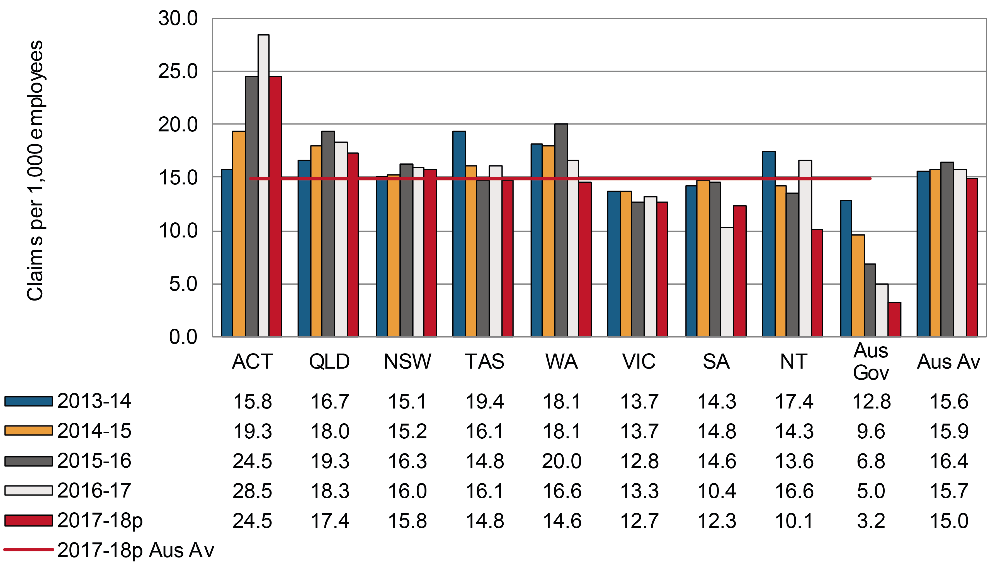 Claims per 1,000 employees
30.0
25.0
20.0
15.0
10.0
5.0
0.0
ACT QLD NSW TAS WA VIC SA NT Aus Gov Aus Av
2013-14 15.8 16.7 15.1 19.4 18.1 13.7 14.3 17.4 12.8 15.6
2014-15 19.3 18.0 15.2 16.1 18.1 13.7 14.8 14.3 9.6 15.9
2015-16 24.5 19.3 16.3 14.8 20.0 12.8 14.6 13.6 6.8 16.4
2016-17 28.5 18.3 16.0 16.1 16.6 13.3 10.4 16.6 5.0 15.7
2017-18p 24.5 17.4 15.8 14.8 14.6 12.7 12.3 10.1 3.2 15.0
2017-18p Aus Av